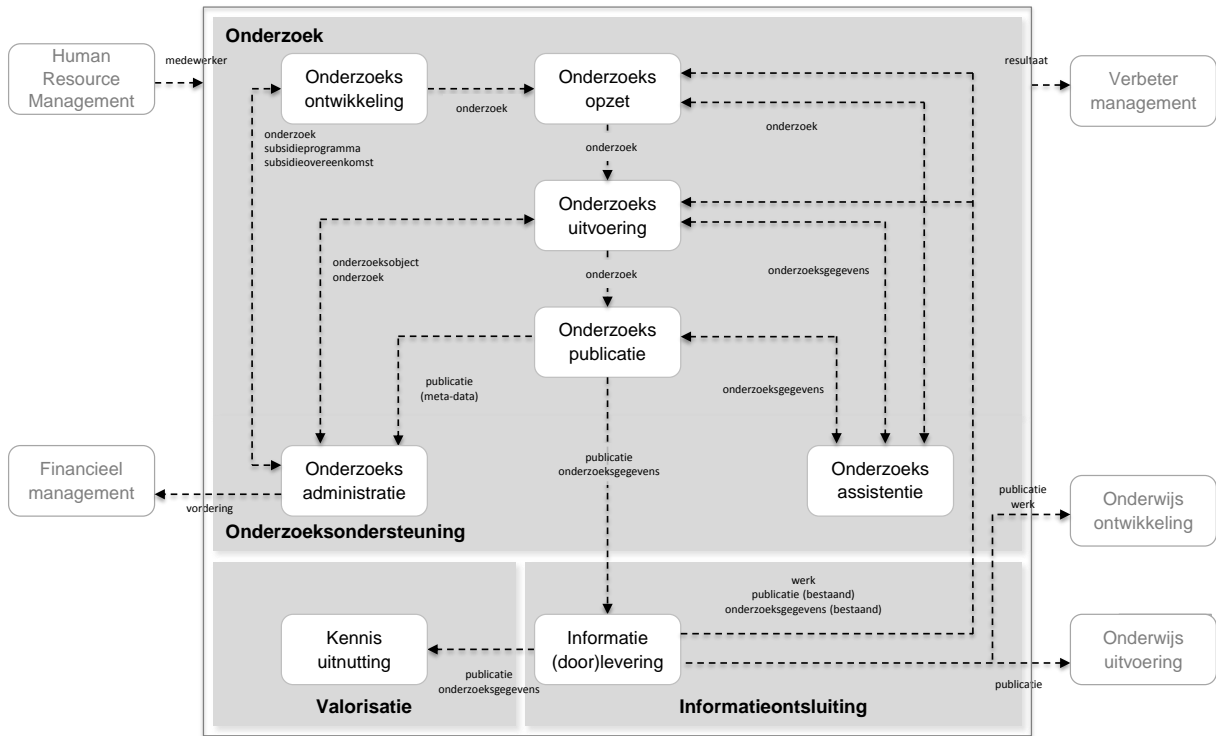 Onderzoek
Human
Resource
Management
medewerker
Onderzoeks
ontwikkeling
onderzoek
Onderzoeks
opzet
resultaat
Verbeter
management
onderzoek
subsidieprogramma
subsidieovereenkomst
onderzoek
onderzoek
Onderzoeks
uitvoering
onderzoeksobject
onderzoek
onderzoek
onderzoeksgegevens
Onderzoeks
publicatie
publicatie
(meta-data)
onderzoeksgegevens
Financieel
management
vordering
Onderzoeks
administratie
publicatie
onderzoeksgegevens
Onderzoeks
assistentie
publicatie
werk
Onderwijs
ontwikkeling
Onderzoeksondersteuning
werk
publicatie (bestaand)
onderzoeksgegevens (bestaand)
Kennis
uitnutting
publicatie
onderzoeksgegevens
Informatie
(door)levering
publicatie
Onderwijs
uitvoering
Valorisatie
Informatieontsluiting